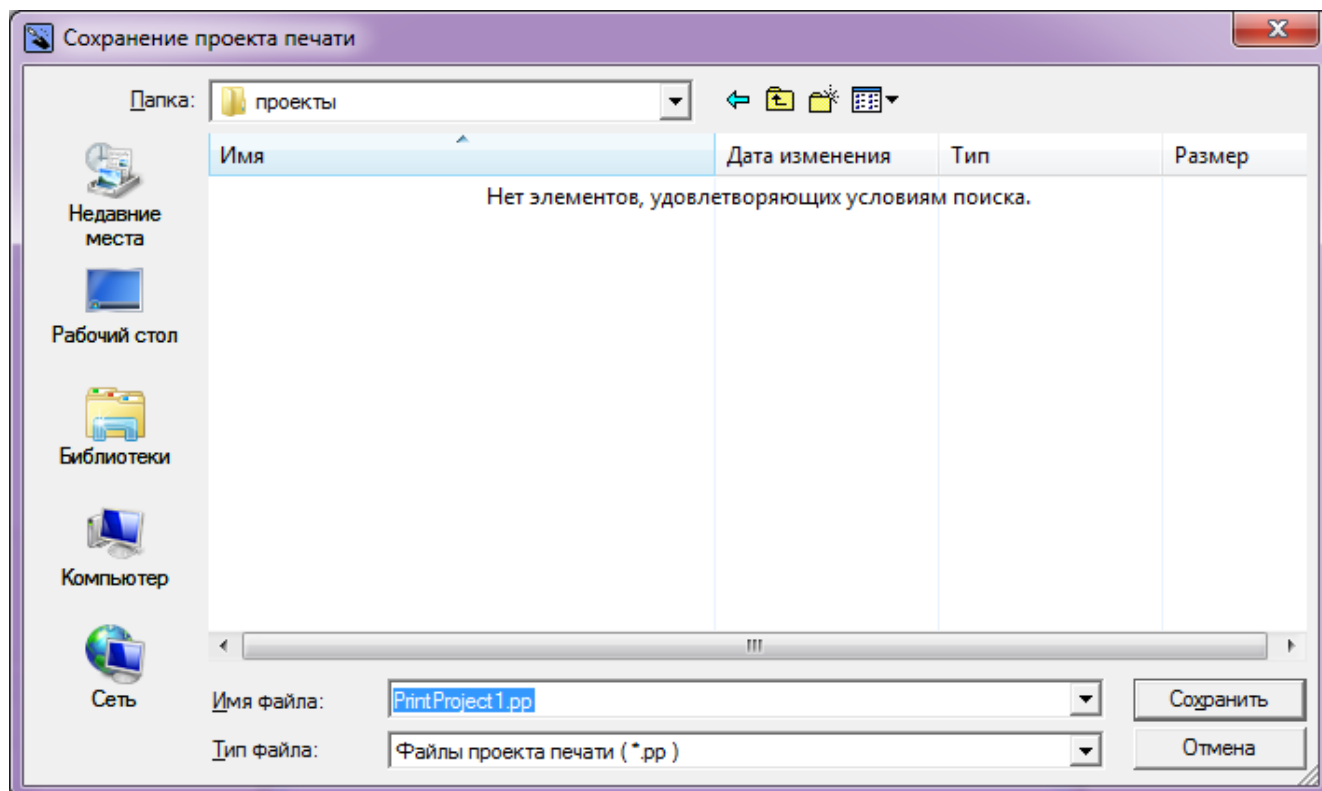 Сохранение проекта печати
Папка:
проекты
Имя
Дата изменения
Тип
Размер
Нет элементов, удовлетворяющих условиям поиска.
Недавние
места
Рабочий стол
Библиотеки
Компьютер
Сеть
Имя файла:
PrintProject1.pp
Сохранить
Тип файла:
Файлы проекта печати ( *.pp )
Отмена